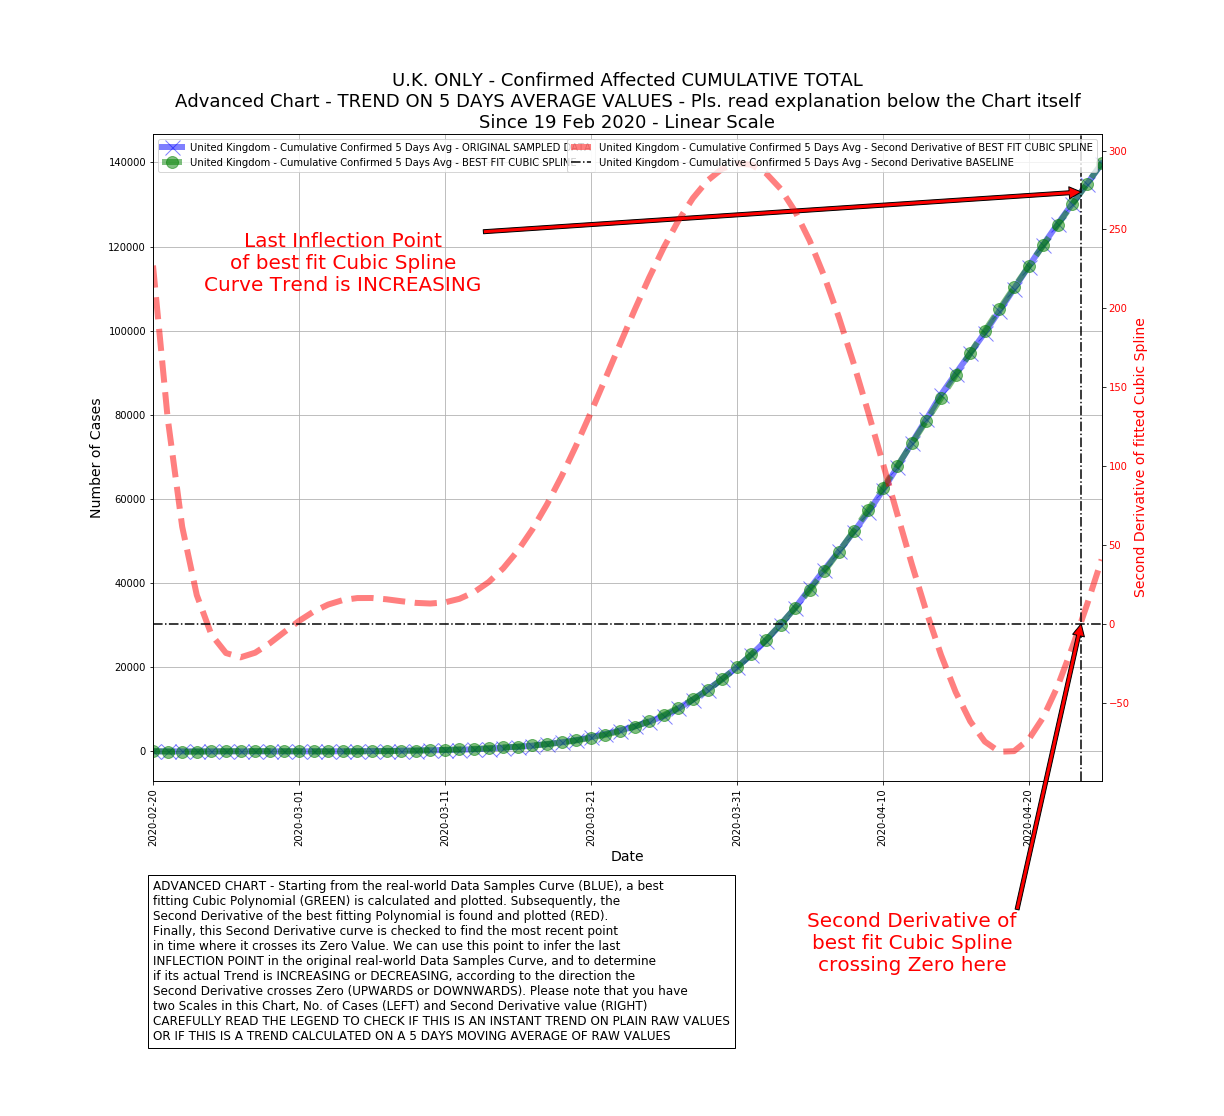 U.K. ONLY - Confirmed Affected CUMULATIVE TOTAL
Advanced Chart - TREND ON 5 DAYS AVERAGE VALUES - Pls. read explanation below the Chart itself
Since 19 Feb 2020 - Linear Scale
United Kingdom - Cumulative Confirmed 5 Days Avg - ORIGINAL SAMPLED
United Kingdom - Cumulative Confirmed 5 Days Avg - BEST FIT CUBIC
United Kingdom - Cumulative Confirmed 5 Days Avg - Second Derivative of BEST FIT CUBIC SPLINE
United Kingdom - Cumulative Confirmed 5 Days Avg - Second Derivative BASELINE
Last Inflection Point
of best fit Cubic Spline
Curve Trend is INCREASING
Number of Cases
140000
120000
100000
80000
60000
40000
20000
0
300
250
200
150
100
50
0
−50
Second Derivative of fitted Cubic Spline
2020-02-20
2020-03-01
2020-03-11
2020-03-21
2020-03-31
2020-04-10
2020-04-20
Date
ADVANCED CHART - Starting from the real-world Data Samples Curve (BLUE), a best
fitting Cubic Polynomial (GREEN) is calculated and plotted. Subsequently, the
Second Derivative of the best fitting Polynomial is found and plotted (RED).
Finally, this Second Derivative curve is checked to find the most recent point
in time where it crosses its Zero Value. We can use this point to infer the last
INFLECTION POINT in the original real-world Data Samples Curve, and to determine
if its actual Trend is INCREASING or DECREASING, according to the direction the
Second Derivative crosses Zero (UPWARDS or DOWNWARDS). Please note that you have
two Scales in this Chart, No. of Cases (LEFT) and Second Derivative value (RIGHT)
CAREFULLY READ THE LEGEND TO CHECK IF THIS IS AN INSTANT TREND ON PLAIN RAW VALUES
OR IF THIS IS A TREND CALCULATED ON A 5 DAYS MOVING AVERAGE OF RAW VALUES
Second Derivative of
best fit Cubic Spline
crossing Zero here